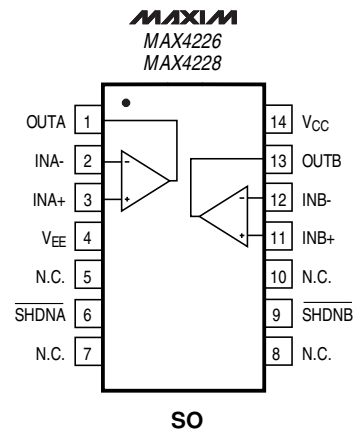 MAXIM
MAX4226
MAX4228
OUTA 1 14 VCC
INA- 2 - 13 OUTB
INA+ 3 + - 12 INB-
VEE 4 + 11 INB+
N.C. 5 10 N.C.
SHDNA 6 9 SHDNB
N.C. 7 8 N.C.
SO